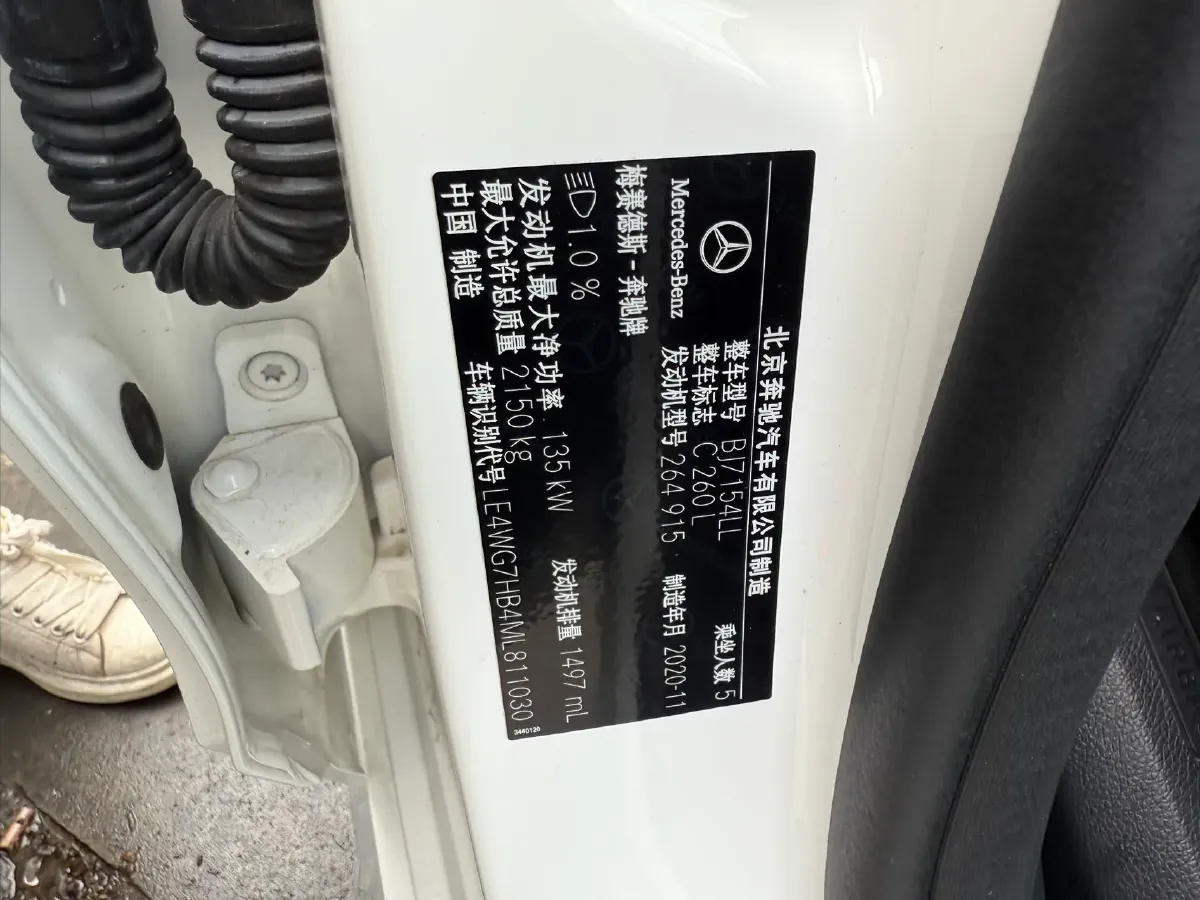 北京奔驰汽车有限公司制造
Mercedes-Benz
梅赛德斯-奔驰牌
整车型号 BJ7154LL
乘坐人数 5
整车标志 C 260 L
发动机型号 264 915
制造年月 2020-11
1.0 %
发动机最大净功率 135 kW
发动机排量 1497 mL
最大允许总质量 2150 kg
中国 制造
车辆识别代号 LE4WG7HB4ML811030
3440120